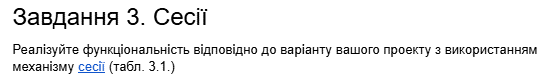 Завдання 3. Сесії
Реалізуйте функціональність відповідно до варіанту вашого проекту з використанням
механізму сесії (табл. 3.1.)